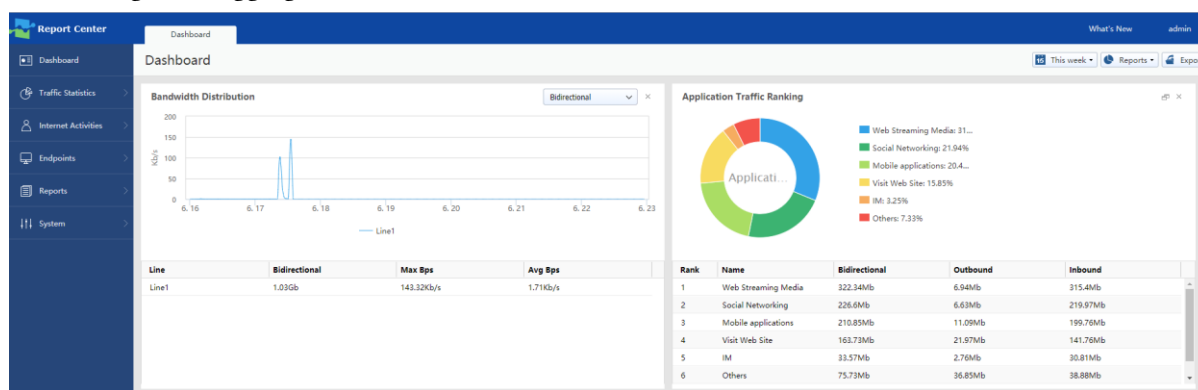 Report Center
Dashboard
What's New
admin
Dashboard
Dashboard
This week
Reports
Expo
Traffic Statistics
Internet Activities
Endpoints
Reports
System
Bandwidth Distribution
Bidirectional
200
150
100
50
0
Kb/s
6. 16 6. 17 6. 18 6. 19 6. 20 6. 21 6. 22 6. 23
Line1
Line Bidirectional Max Bps Avg Bps
Line1 1.03Gb 143.32Kb/s 1.71Kb/s
Application Traffic Ranking
Applicati...
Web Streaming Media: 31...
Social Networking: 21.94%
Mobile applications: 20.4...
Visit Web Site: 15.85%
IM: 3.25%
Others: 7.33%
Rank Name Bidirectional Outbound Inbound
1 Web Streaming Media 322.34Mb 6.94Mb 315.4Mb
2 Social Networking 226.6Mb 6.63Mb 219.97Mb
3 Mobile applications 210.85Mb 11.09Mb 199.76Mb
4 Visit Web Site 163.73Mb 21.97Mb 141.76Mb
5 IM 33.57Mb 2.76Mb 30.81Mb
6 Others 75.73Mb 36.85Mb 38.88Mb